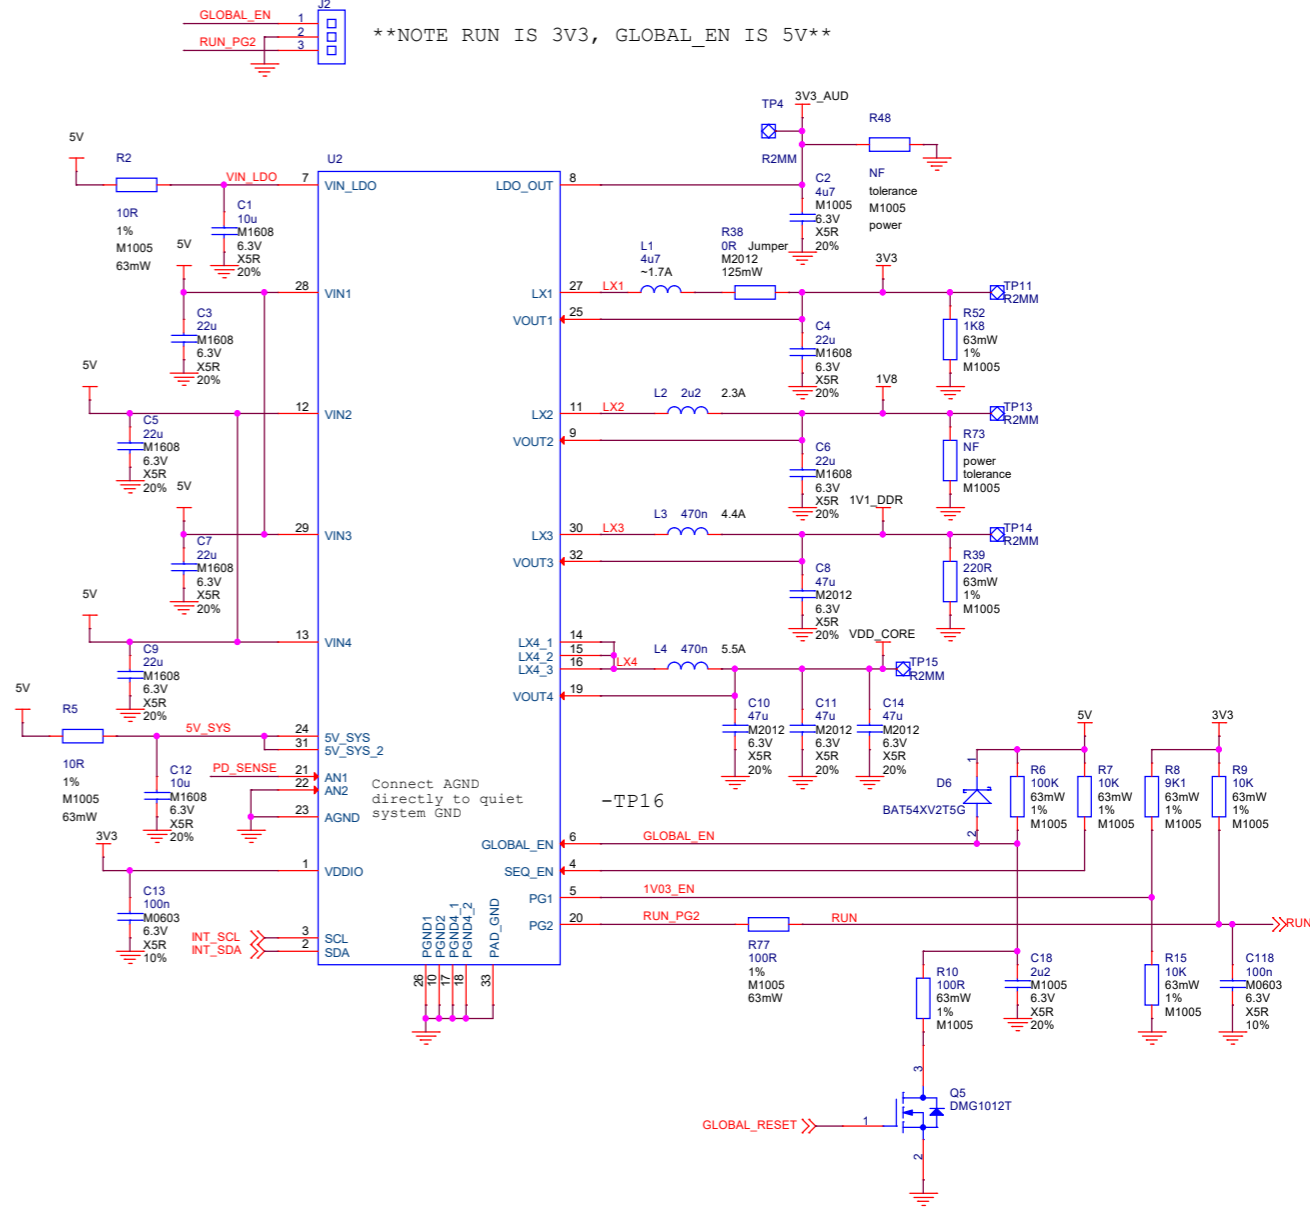 J2
GLOBAL_EN 1
2
RUN_PG2 3
**NOTE RUN IS 3V3, GLOBAL_EN IS 5V**
TP4
R2MM
3V3_AUD
R48
NF
tolerance
M1005
power
5V
R2
10R
1%
M1005
63mW
VIN_LDO
C1
10u
M1608
6.3V
X5R
20%
U2
7 VIN_LDO
LDO_OUT 8
C2
4u7
M1005
6.3V
X5R
20%
5V
28 VIN1
C3
22u
M1608
6.3V
X5R
20%
LX1 27 LX1
L1
4u7
~1.7A
R38
0R Jumper
M2012
125mW
3V3
TP11
R2MM
VOUT1 25
C4
22u
M1608
6.3V
X5R
20%
R52
1K8
63mW
1%
M1005
5V
12 VIN2
C5
22u
M1608
6.3V
X5R
20%
LX2 11 LX2
L2 2u2 2.3A
1V8
TP13
R2MM
VOUT2 9
C6
22u
M1608
6.3V
X5R
20%
R73
NF
power
tolerance
M1005
5V
29 VIN3
C7
22u
M1608
6.3V
X5R
20%
LX3 30 LX3
L3 470n 4.4A
1V1_DDR
TP14
R2MM
VOUT3 32
C8
47u
M2012
6.3V
X5R
20%
R39
220R
63mW
1%
M1005
5V
13 VIN4
C9
22u
M1608
6.3V
X5R
20%
LX4_1 14
LX4_2 15
LX4_3 16
LX4
L4 470n 5.5A
VDD_CORE
TP15
R2MM
VOUT4 19
C10
47u
M2012
6.3V
X5R
20%
C11
47u
M2012
6.3V
X5R
20%
C14
47u
M2012
6.3V
X5R
20%
5V
R5
10R
1%
M1005
63mW
5V_SYS
24 5V_SYS
31 5V_SYS_2
C12
10u
M1608
6.3V
X5R
20%
PD_SENSE 21 AN1
22 AN2
23 AGND
Connect AGND
directly to quiet
system GND
-TP16
3V3
1 VDDIO
C13
100n
M0603
6.3V
X5R
10%
INT_SCL 3 SCL
INT_SDA 2 SDA
PGND1
PGND2
PGND4_1
PGND4_2
PAD_GND
26
10
17
18
33
GLOBAL_EN 6 GLOBAL_EN
SEQ_EN 4
PG1 5 1V03_EN
PG2 20 RUN_PG2
R77
100R
1%
M1005
63mW
RUN
RUN
1
D6
BAT54XV2T5G
2
5V
R6
100K
63mW
1%
M1005
R7
10K
63mW
1%
M1005
3V3
R8
9K1
63mW
1%
M1005
R9
10K
63mW
1%
M1005
R10
100R
63mW
1%
M1005
C18
2u2
M1005
6.3V
X5R
20%
R15
10K
63mW
1%
M1005
C118
100n
M0603
6.3V
X5R
10%
3
Q5
DMG1012T
GLOBAL_RESET 1
2